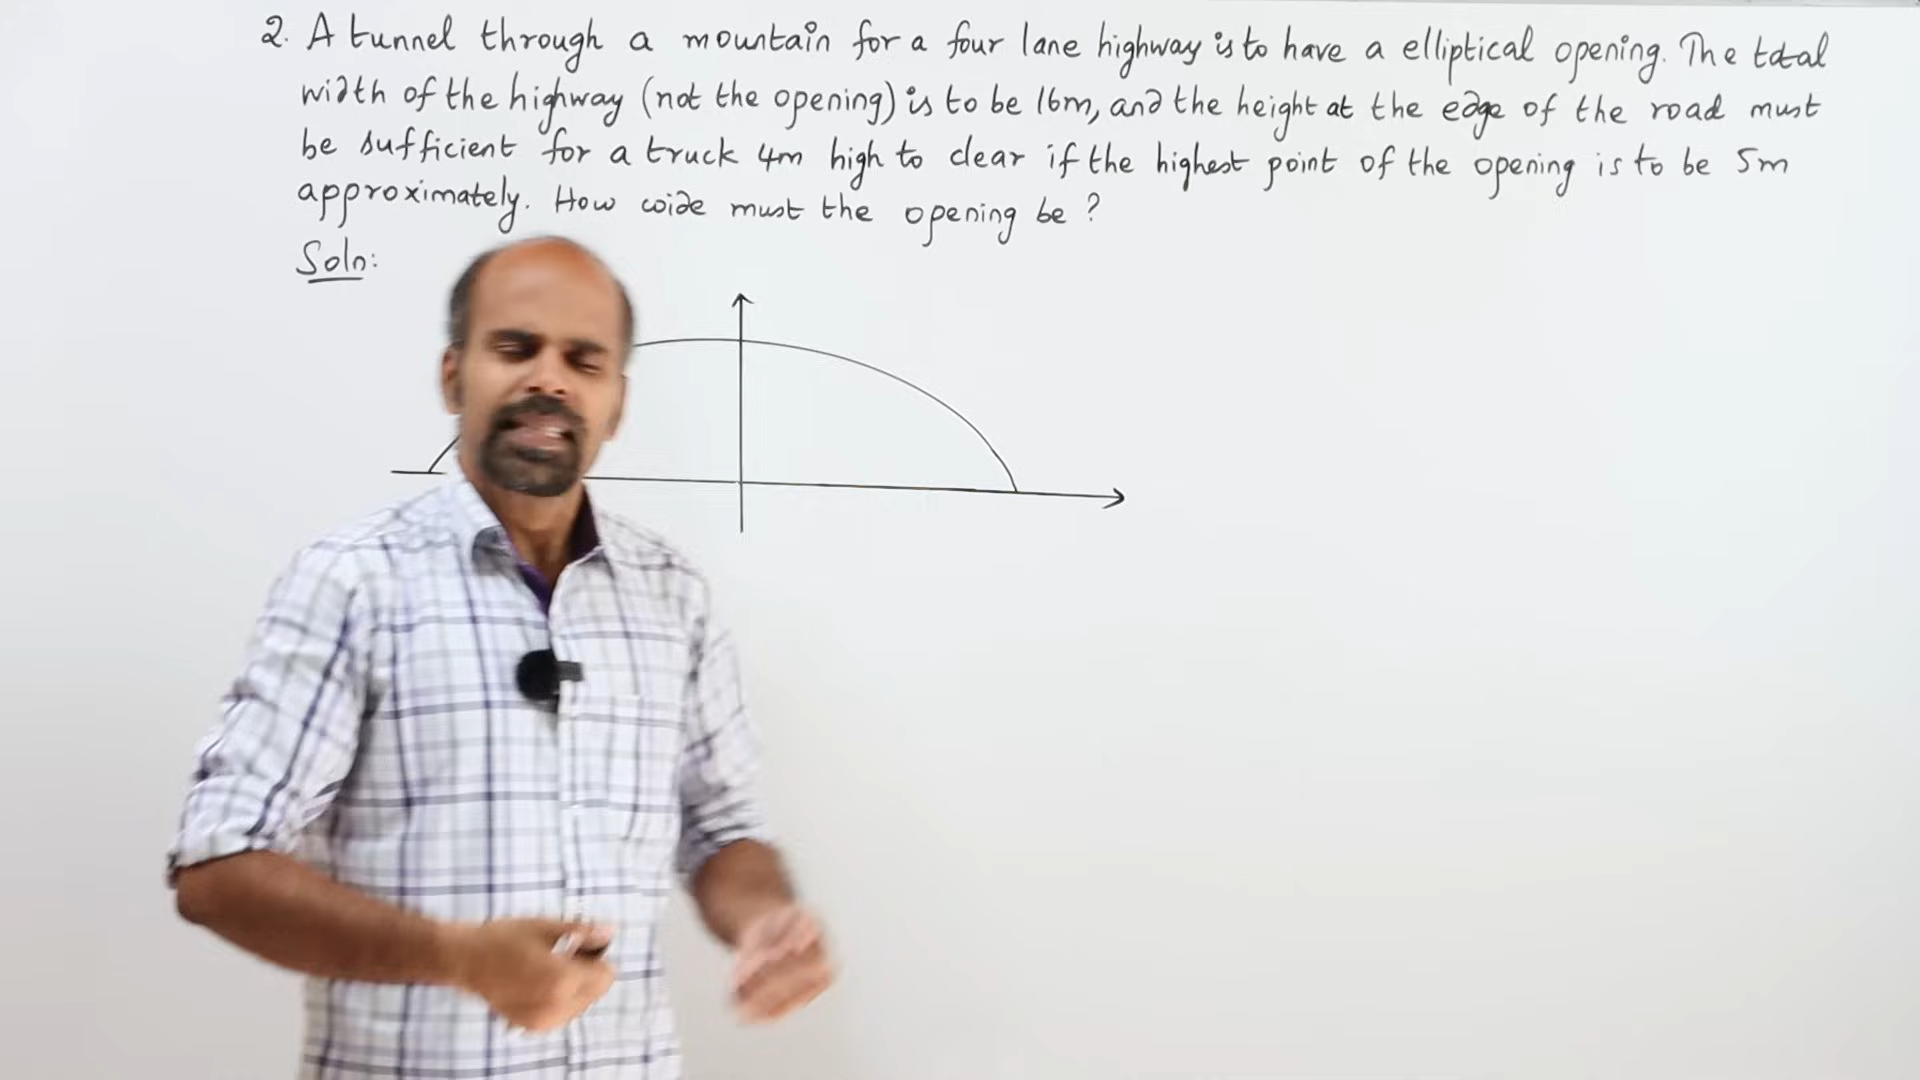 2. A tunnel through a mountain for a four lane highway is to have a elliptical opening. The total
width of the highway (not the opening) is to be 16m, and the height at the edge of the road must
be sufficient for a truck 4m high to clear if the highest point of the opening is to be 5m
approximately. How wide must the opening be ?
Soln: